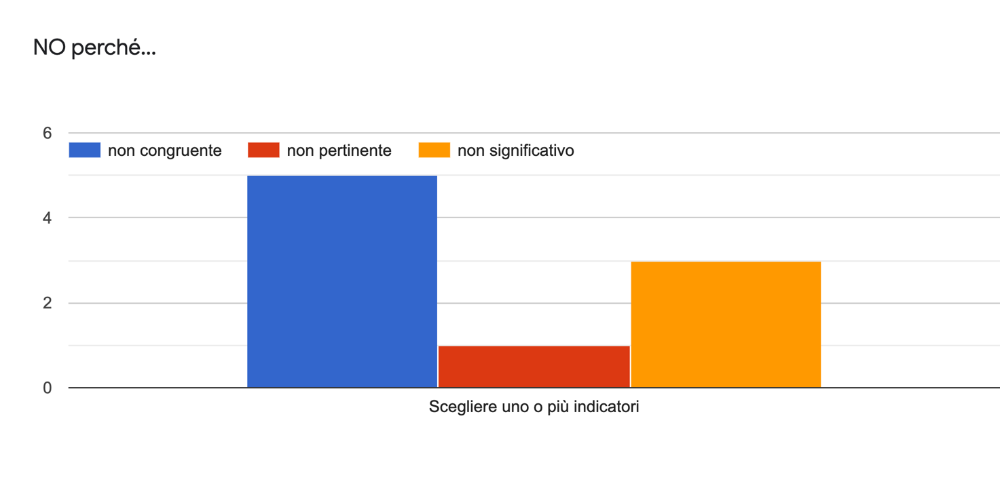 NO perché...
6
non congruente non pertinente non significativo
4
2
0
Scegliere uno o più indicatori